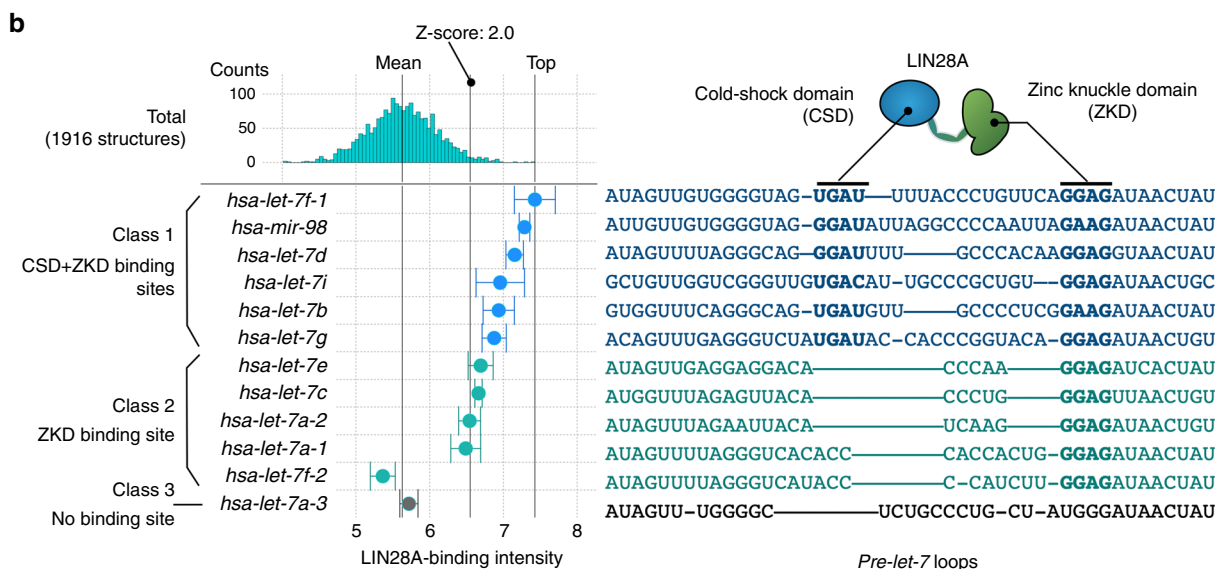 b
Z-score: 2.0
Mean
Top
Counts
Total
(1916 structures)
100
50
0
LIN28A
Cold-shock domain
(CSD)
Zinc knuckle domain
(ZKD)
Class 1
CSD+ZKD binding
sites
Class 2
ZKD binding site
Class 3
No binding site
hsa-let-7f-1 AUAGUUGUGGGGUAG–UGAU—UUUACCCUGUUCAGGAGAUAACUAU
hsa-mir-98 AUUGUUGUGGGGUAG–GGAUAUUAGGCCCCAAUUAGAAGAUAACUAU
hsa-let-7d AUAGUUUUAGGGCAG–GGAUUUU——GCCCACAAGGAGGUAACUAU
hsa-let-7i GCUGUUGGUCGGGUUGUGACAU–UGCCCGCUGU—GGAGAUAACUGC
hsa-let-7b GUGGUUUCAGGGCAG–UGAUGUU——GCCCCUCGGAAGAUAACUAU
hsa-let-7g ACAGUUUGAGGGUCUAUGAUAC–CACCCGGUACA–GGAGAUAACUGU
hsa-let-7e AUAGUUGAGGAGGACA————CCCAA——GGAGAUCACUAU
hsa-let-7c AUGGUUUAGAGUUACA————CCCUG——GGAGUUAACUGU
hsa-let-7a-2 AUAGUUUAGAAUUACA————UCAAG——GGAGAUAACUGU
hsa-let-7a-1 AUAGUUUUAGGGUCACACC———CACCACUG–GGAGAUAACUAU
hsa-let-7f-2 AUAGUUUUAGGGUCAUACC———C–CAUCUU–GGAGAUAACUAU
hsa-let-7a-3 AUAGUU–UGGGGC———UCUGCCCUG–CU–AUGGGAUAACUAU
5 6 7 8
LIN28A-binding intensity
Pre-let-7 loops